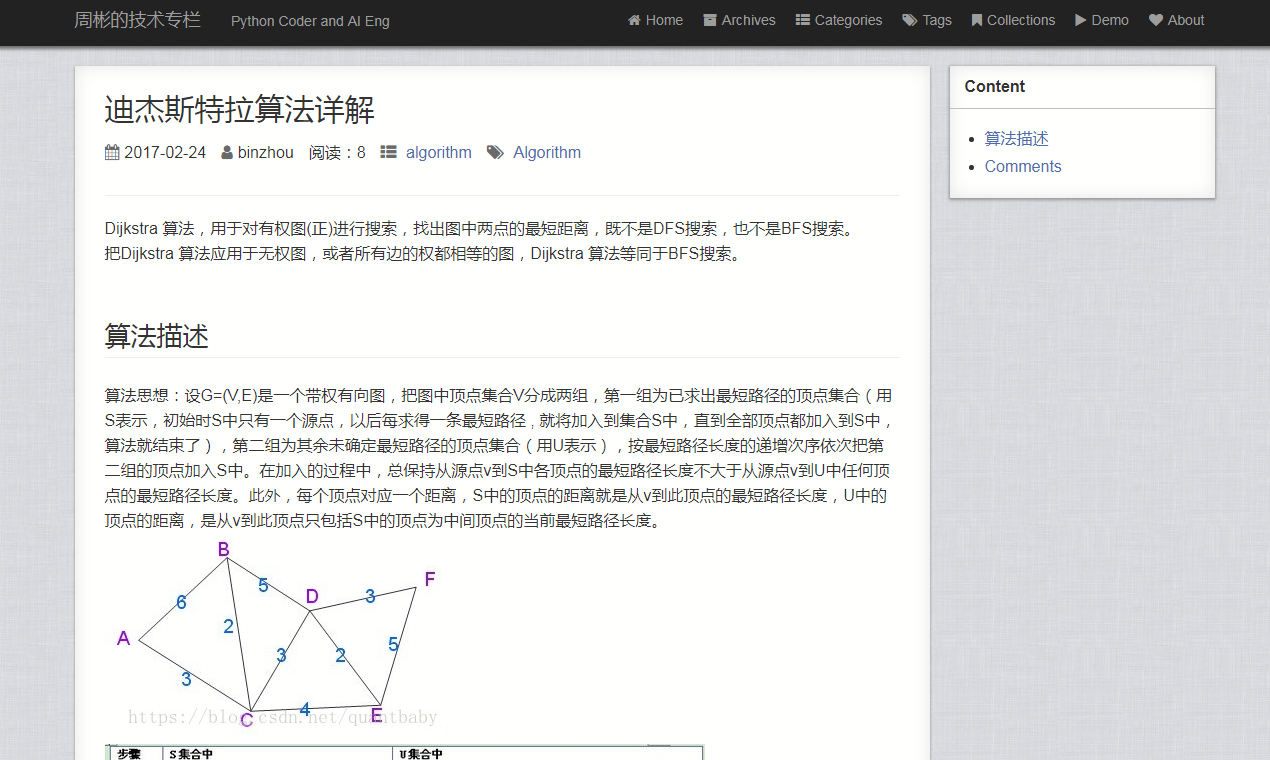 周彬的技术专栏 Python Coder and AI Eng Home Archives Categories Tags Collections Demo About
迪杰斯特拉算法详解
2017-02-24 binzhou 阅读：8 algorithm Algorithm
Dijkstra 算法，用于对有权图(正)进行搜索，找出图中两点的最短距离，既不是DFS搜索，也不是BFS搜索。
把Dijkstra 算法应用于无权图，或者所有边的权都相等的图，Dijkstra 算法等同于BFS搜索。
算法描述
算法思想：设G=(V,E)是一个带权有向图，把图中顶点集合V分成两组，第一组为已求出最短路径的顶点集合（用
S表示，初始时S中只有一个源点，以后每求得一条最短路径 , 就将加入到集合S中，直到全部顶点都加入到S中，
算法就结束了），第二组为其余未确定最短路径的顶点集合（用U表示），按最短路径长度的递增次序依次把第
二组的顶点加入S中。在加入的过程中，总保持从源点v到S中各顶点的最短路径长度不大于从源点v到U中任何顶
点的最短路径长度。此外，每个顶点对应一个距离，S中的顶点的距离就是从v到此顶点的最短路径长度，U中的
顶点的距离，是从v到此顶点只包括S中的顶点为中间顶点的当前最短路径长度。
B
5
F
D
3
6
2
A
5
3
2
3
4
C
E
https://blog.csdn.net/quantbaby
步骤 S集合中 U集合中
Content
算法描述
Comments